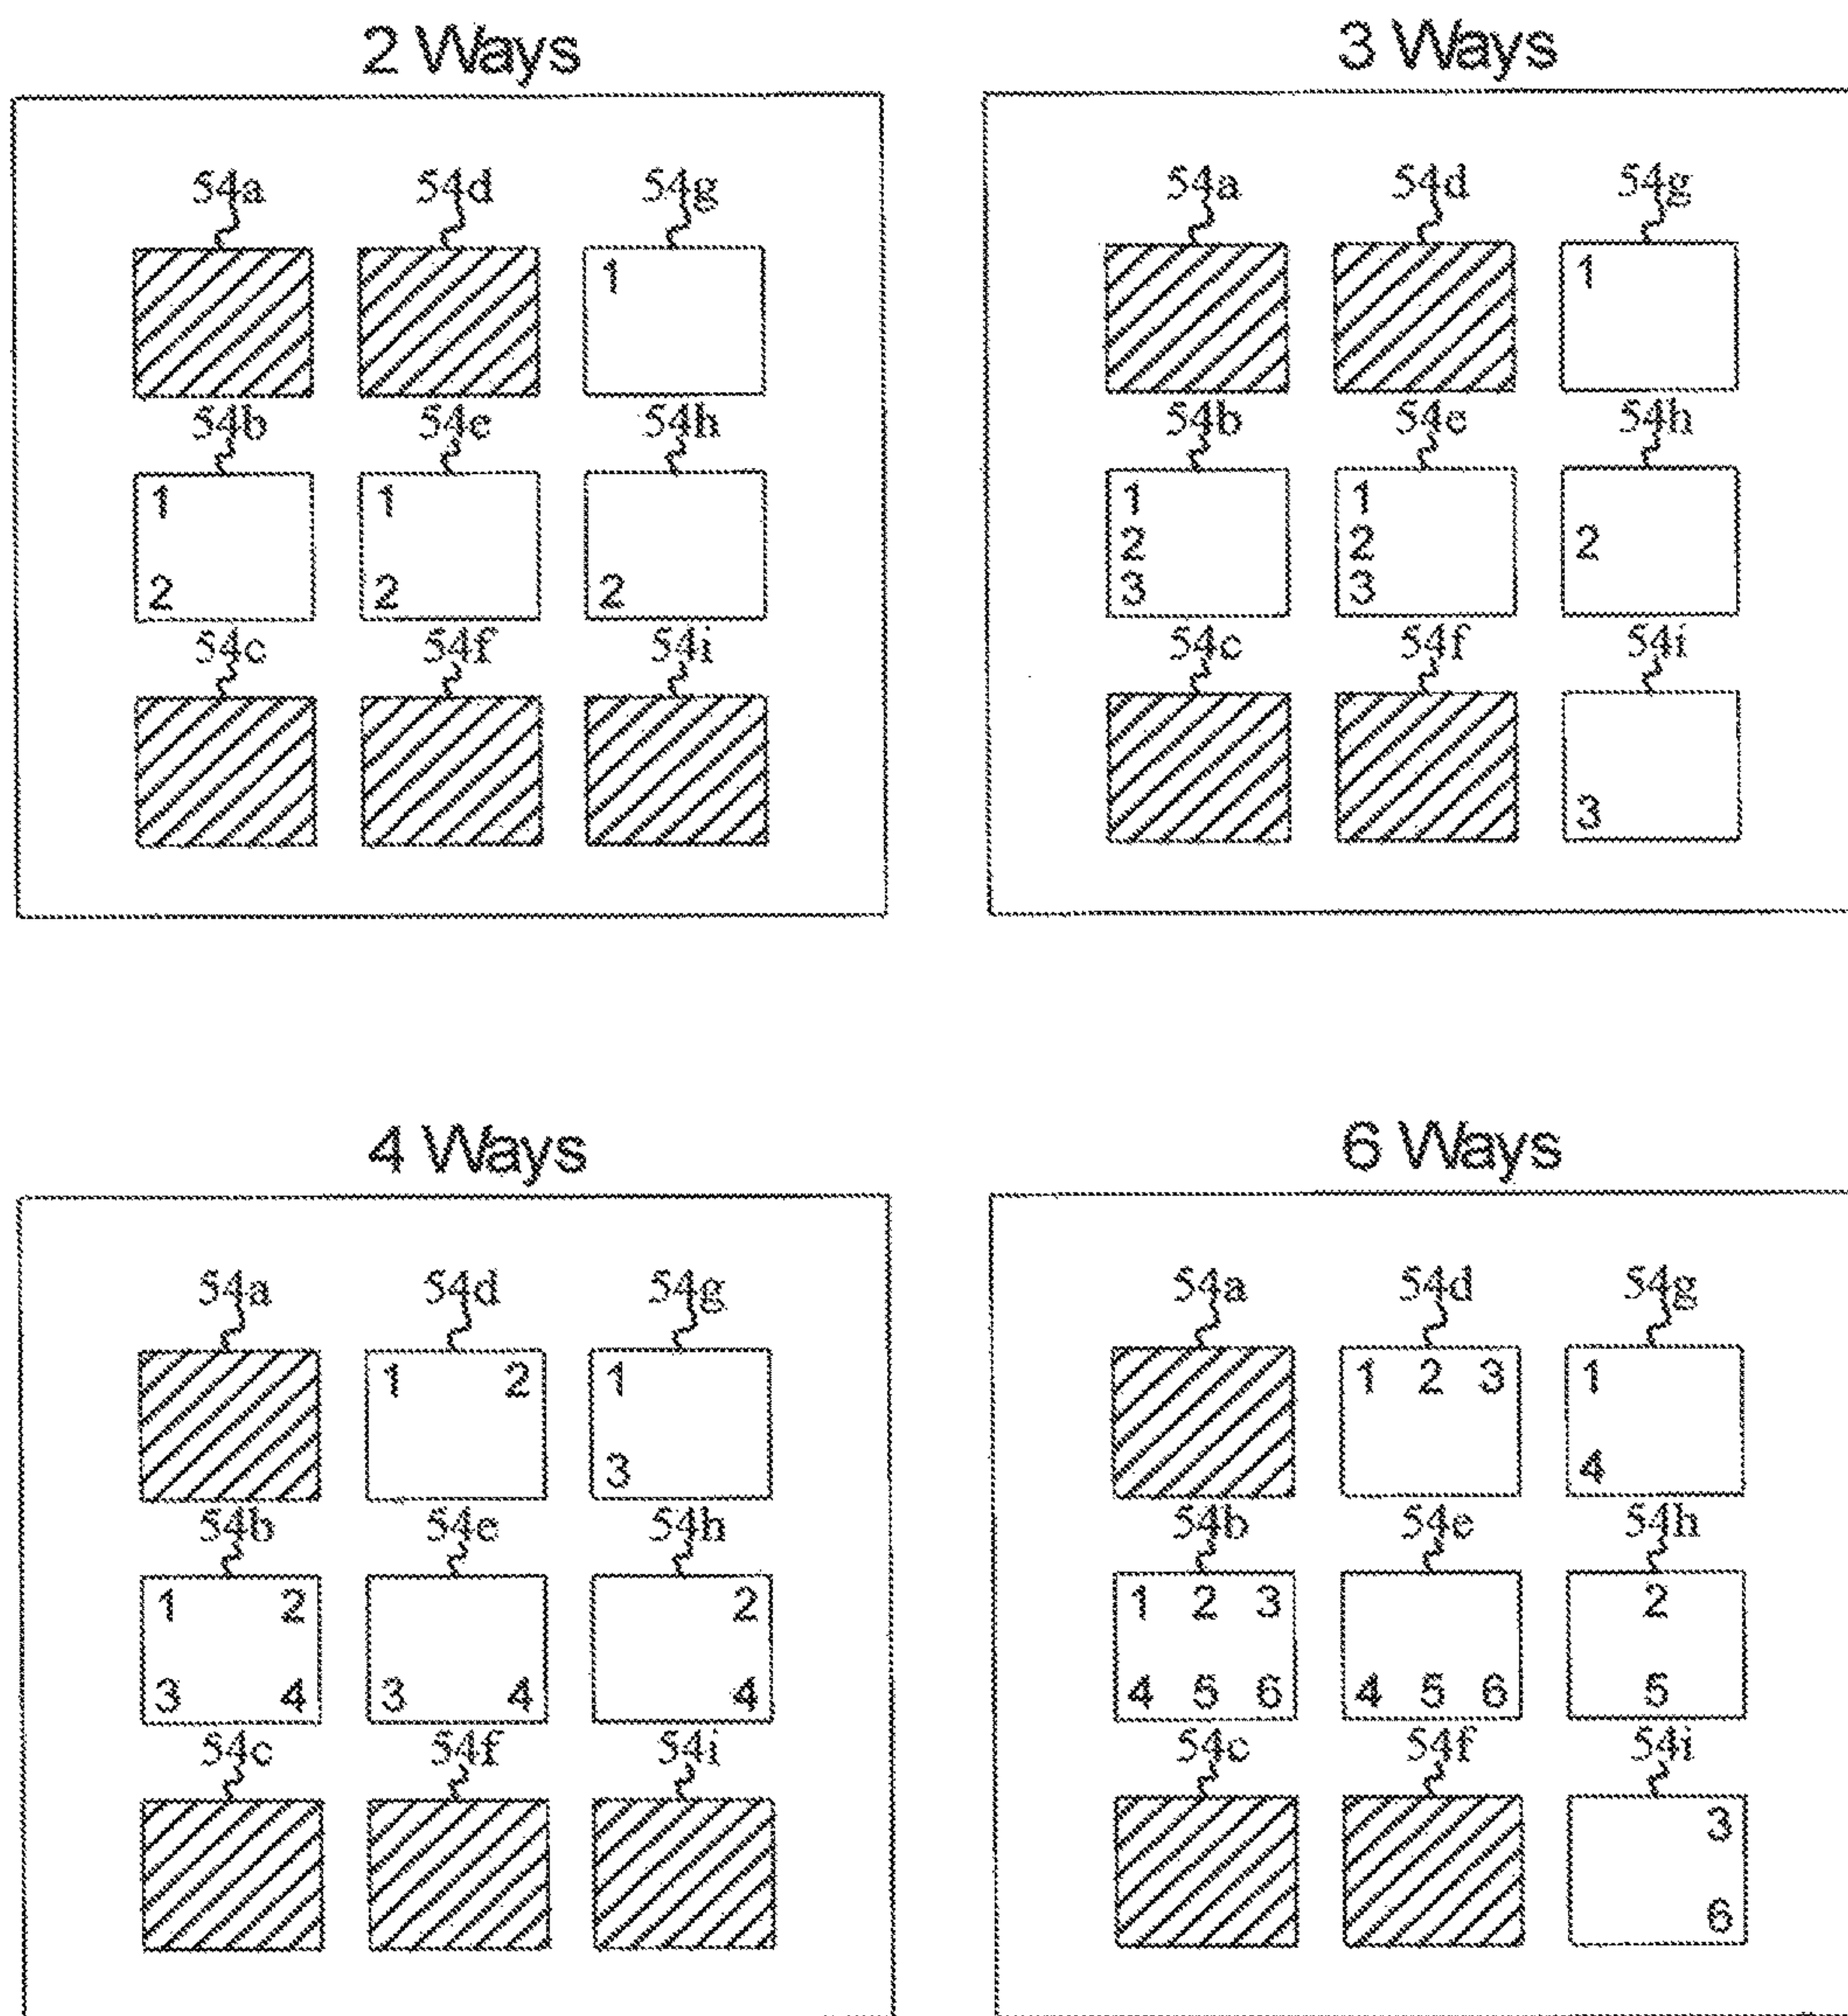 2 Ways
54a 54d 54g
1
54b 54e 54h
1 1
2 2 2
54c 54f 54i
3 Ways
54a 54d 54g
1
54b 54e 54h
1 1
2 2 2
3 3
54c 54f 54i
3
4 Ways
54a 54d 54g
1 2 1
3
54b 54e 54h
1 2 2
3 4 3 4 4
54c 54f 54i
6 Ways
54a 54d 54g
1 2 3 1
4
54b 54e 54h
1 2 3 2
4 5 6 4 5 6 5
54c 54f 54i
3
6